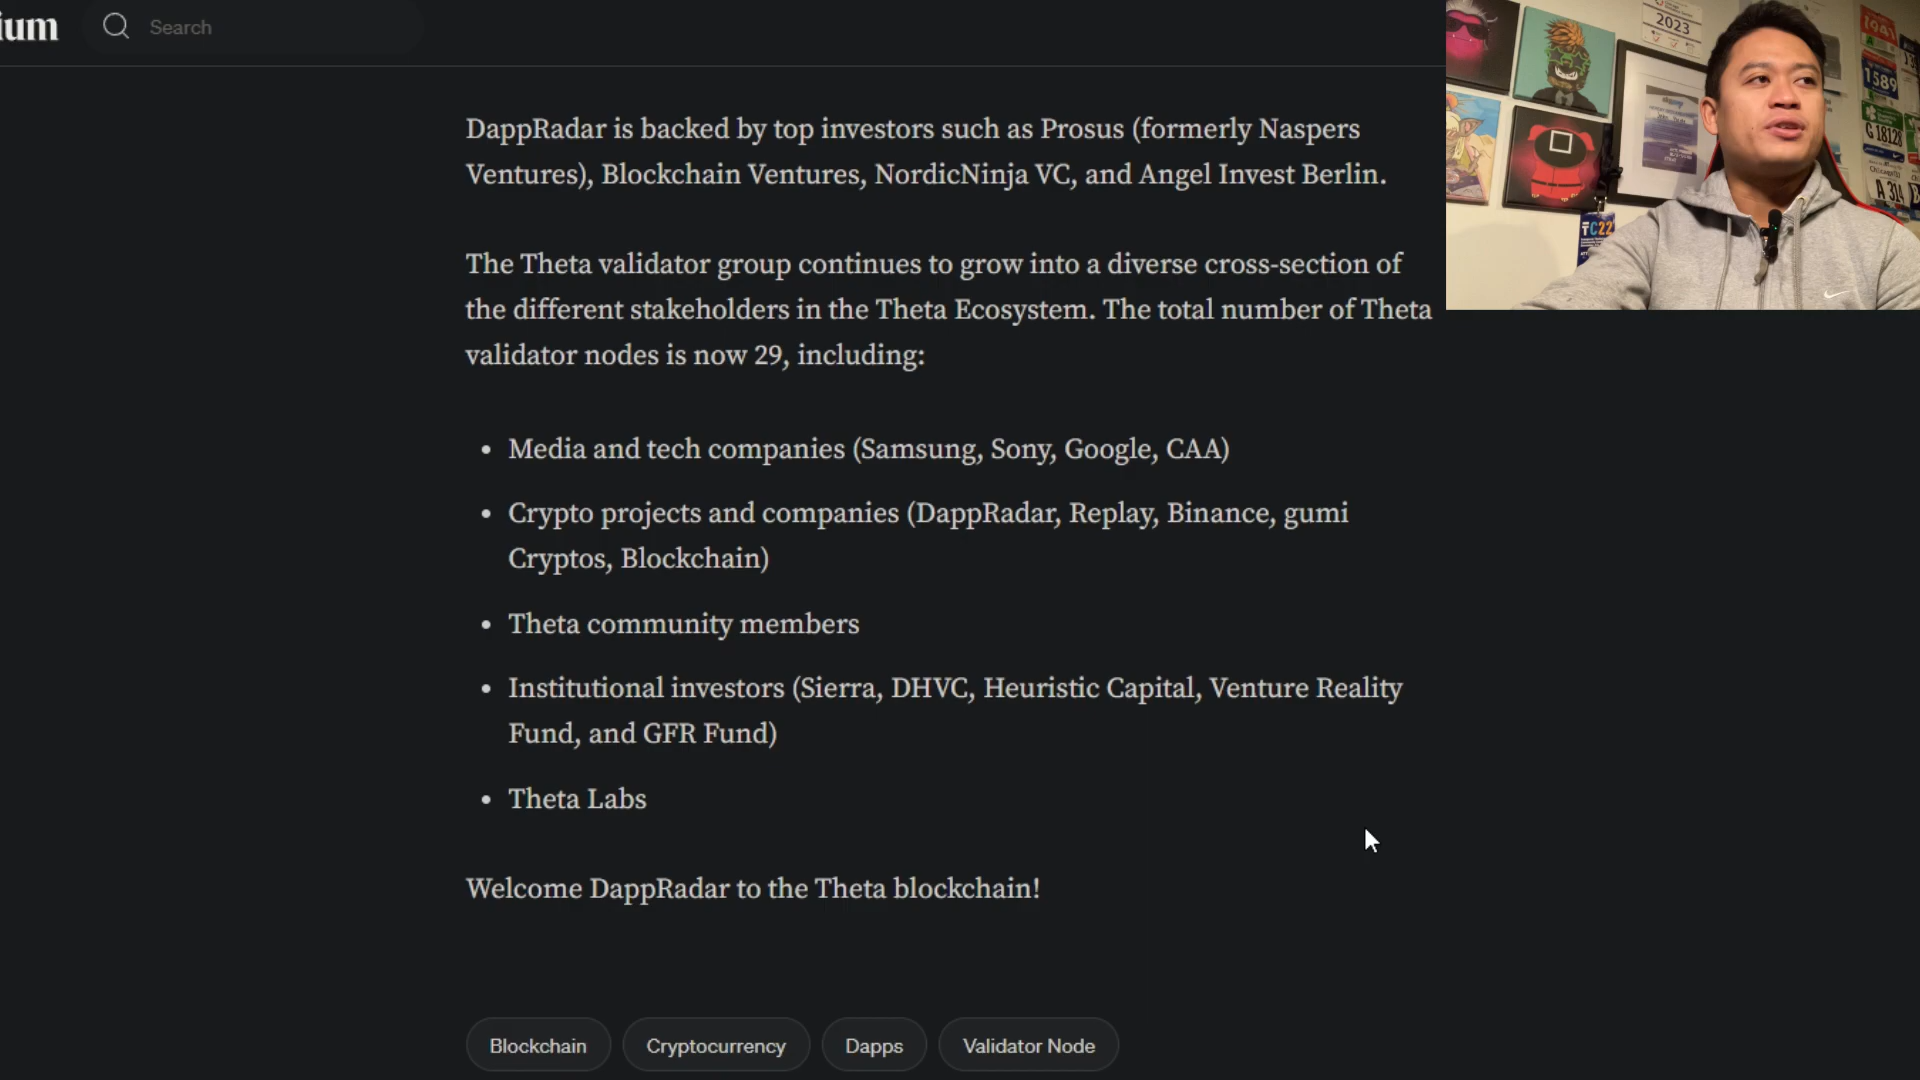 ium
Search
DappRadar is backed by top investors such as Prosus (formerly Naspers
Ventures), Blockchain Ventures, NordicNinja VC, and Angel Invest Berlin.
The Theta validator group continues to grow into a diverse cross-section of
the different stakeholders in the Theta Ecosystem. The total number of Theta
validator nodes is now 29, including:
• Media and tech companies (Samsung, Sony, Google, CAA)
• Crypto projects and companies (DappRadar, Replay, Binance, gumi
Cryptos, Blockchain)
• Theta community members
• Institutional investors (Sierra, DHVC, Heuristic Capital, Venture Reality
Fund, and GFR Fund)
• Theta Labs
Welcome DappRadar to the Theta blockchain!
Blockchain
Cryptocurrency
Dapps
Validator Node
2023
1941
1589
G 18128
A 314
TC22